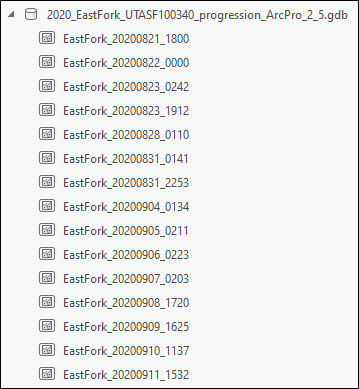 2020_EastFork_UTASF100340_progression_ArcPro_2_5.gdb
EastFork_20200821_1800
EastFork_20200822_0000
EastFork_20200823_0242
EastFork_20200823_1912
EastFork_20200828_0110
EastFork_20200831_0141
EastFork_20200831_2253
EastFork_20200904_0134
EastFork_20200905_0211
EastFork_20200906_0223
EastFork_20200907_0203
EastFork_20200908_1720
EastFork_20200909_1625
EastFork_20200910_1137
EastFork_20200911_1532